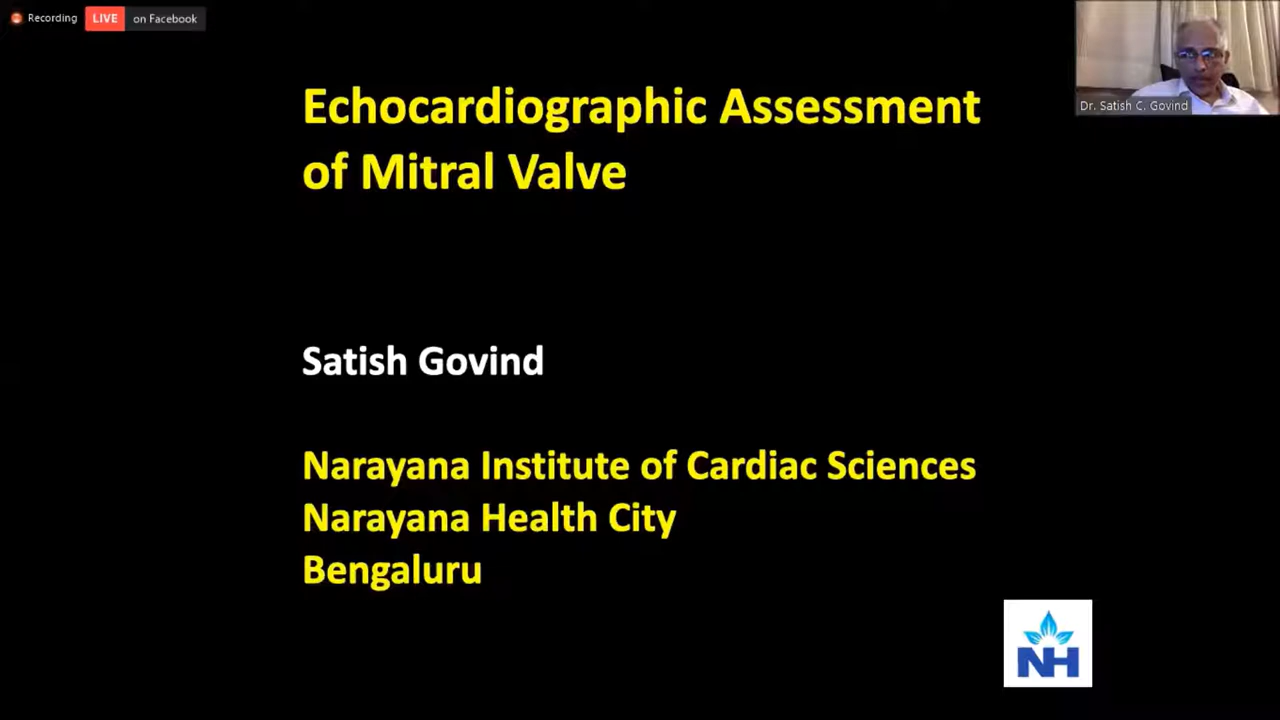 Recording LIVE on Facebook
Dr. Satish C. Govind
Echocardiographic Assessment
of Mitral Valve
Satish Govind
Narayana Institute of Cardiac Sciences
Narayana Health City
Bengaluru
NH